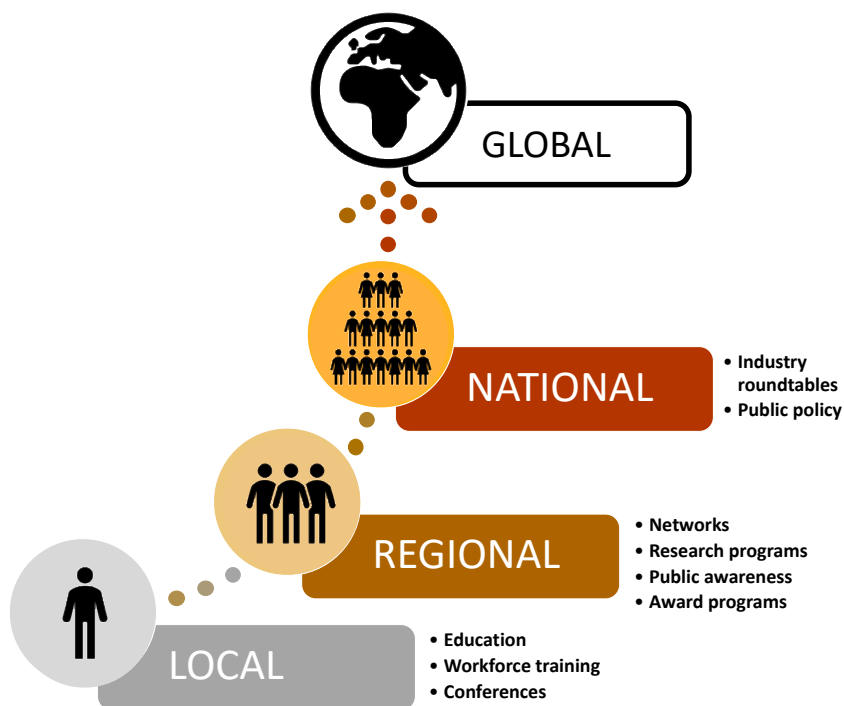 GLOBAL
NATIONAL
• Industry
roundtables
• Public policy
REGIONAL
• Networks
• Research programs
• Public awareness
• Award programs
LOCAL
• Education
• Workforce training
• Conferences